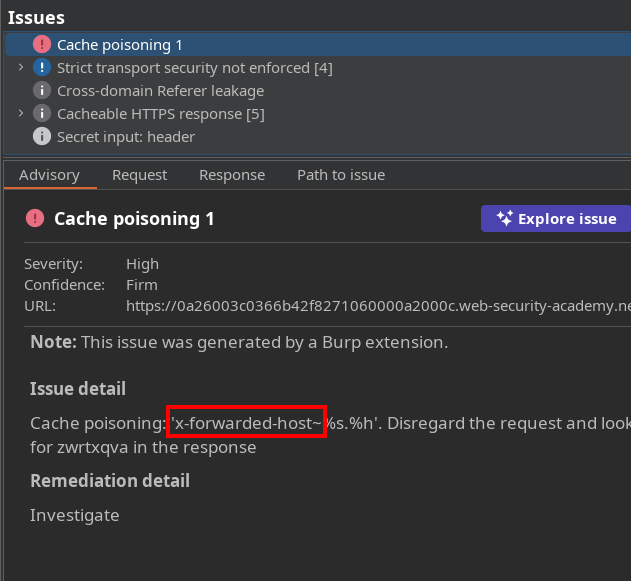 Issues
Cache poisoning 1
Strict transport security not enforced [4]
Cross-domain Referer leakage
Cacheable HTTPS response [5]
Secret input: header
Advisory Request Response Path to issue
Cache poisoning 1 Explore issue
Severity: High
Confidence: Firm
URL: https://0a26003c0366b42f8271060000a2000c.web-security-academy.ne
Note: This issue was generated by a Burp extension.
Issue detail
Cache poisoning: 'x-forwarded-host~%s.%h'. Disregard the request and look
for zwrtxqva in the response
Remediation detail
Investigate